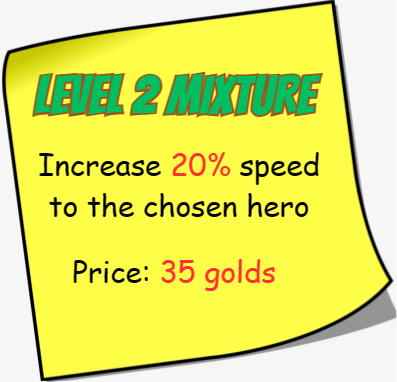 LEVEL 2 MIXTURE
Increase 20% speed
to the chosen hero
Price: 35 golds